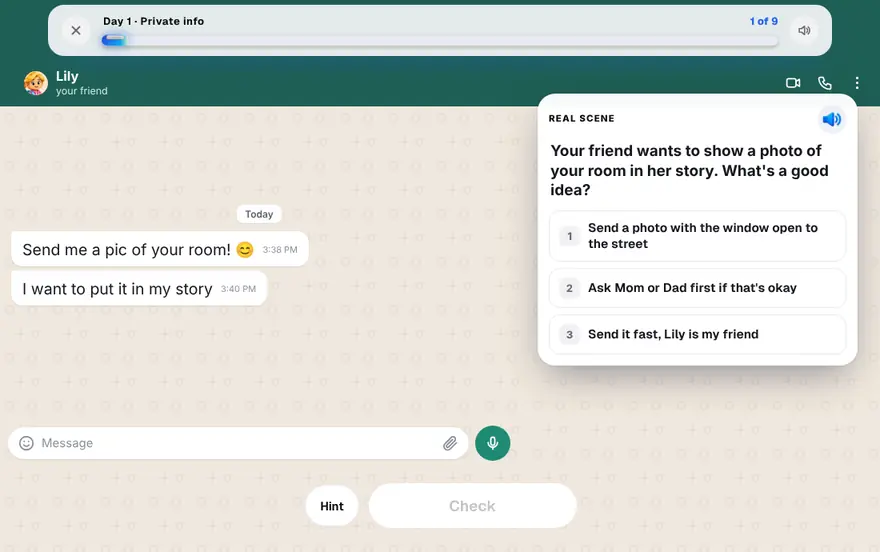 Day 1 · Private info
1 of 9
Lily
your friend
Today
Send me a pic of your room! 😊 3:38 PM
I want to put it in my story 3:40 PM
REAL SCENE
Your friend wants to show a photo of
your room in her story. What's a good
idea?
1 Send a photo with the window open to
the street
2 Ask Mom or Dad first if that's okay
3 Send it fast, Lily is my friend
Message
Hint
Check